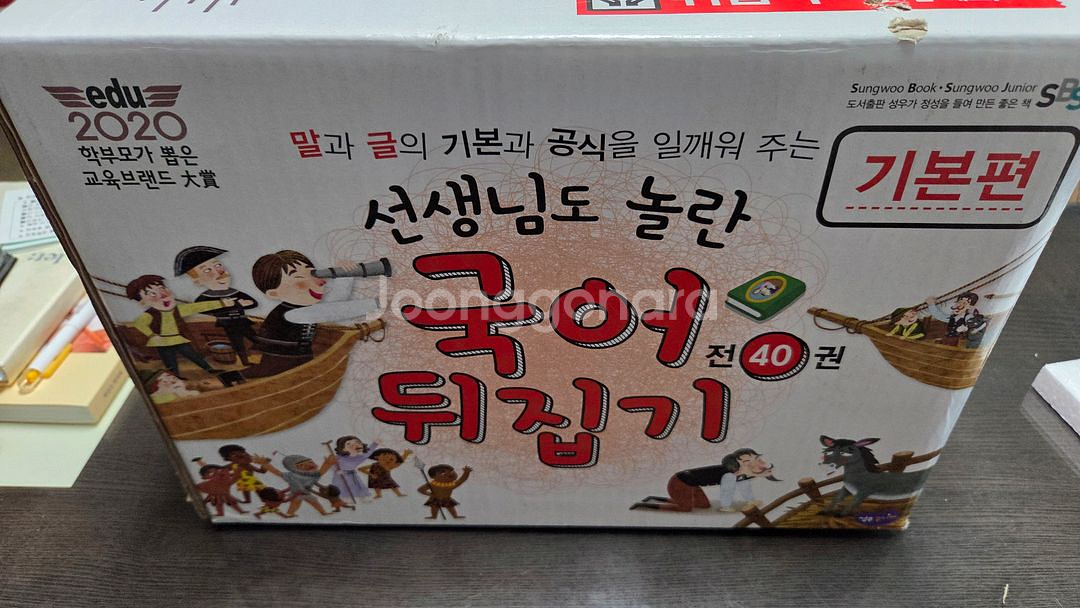 edu
2020
학부모가 뽑은
교육브랜드 大賞
Sungwoo Book · Sungwoo Junior
도서출판 성우가 정성을 들여 만든 좋은 책
SBS
말과 글의 기본과 공식을 일깨워 주는
기본편
선생님도 놀란
국어
전 40 권
뒤집기
Joonggonara